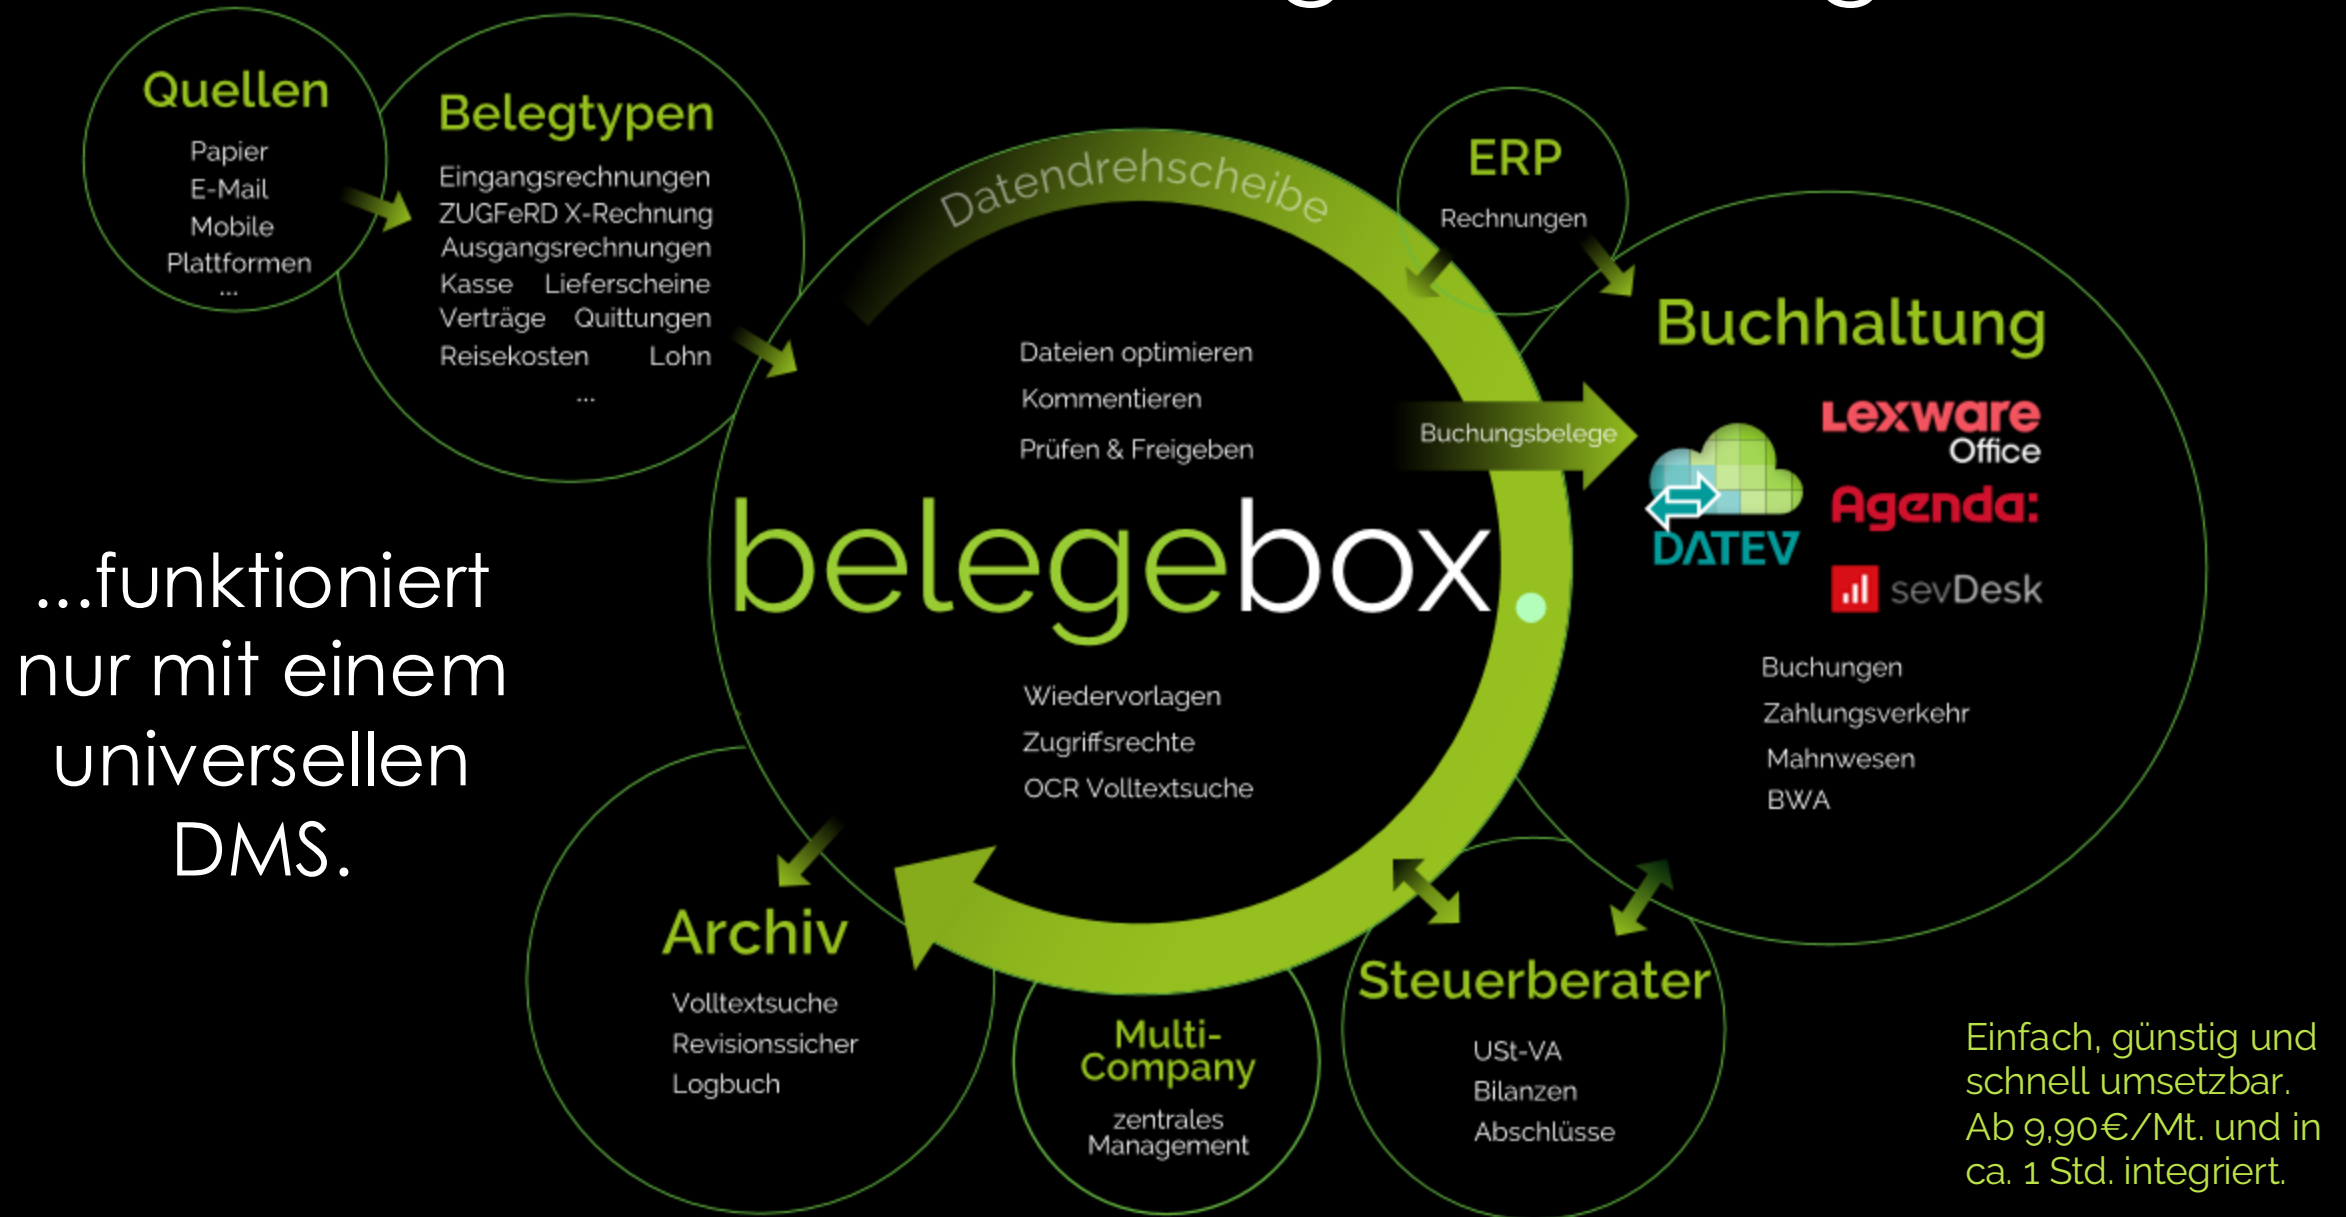 Quellen
Papier
E-Mail
Mobile
Plattformen
...
Belegtypen
Eingangsrechnungen
ZUGFeRD X-Rechnung
Ausgangsrechnungen
Kasse Lieferscheine
Verträge Quittungen
Reisekosten Lohn
...
Datendrehscheibe
ERP
Rechnungen
Dateien optimieren
Kommentieren
Prüfen & Freigeben
Buchungsbelege
belegebox.
Wiedervorlagen
Zugriffsrechte
OCR Volltextsuche
Buchhaltung
Lexware
Office
DATEV
Agenda:
sevDesk
Buchungen
Zahlungsverkehr
Mahnwesen
BWA
...funktioniert
nur mit einem
universellen
DMS.
Archiv
Volltextsuche
Revisionssicher
Logbuch
Multi-
Company
zentrales
Management
Steuerberater
USt-VA
Bilanzen
Abschlüsse
Einfach, günstig und
schnell umsetzbar.
Ab 9,90€/Mt. und in
ca. 1 Std. integriert.